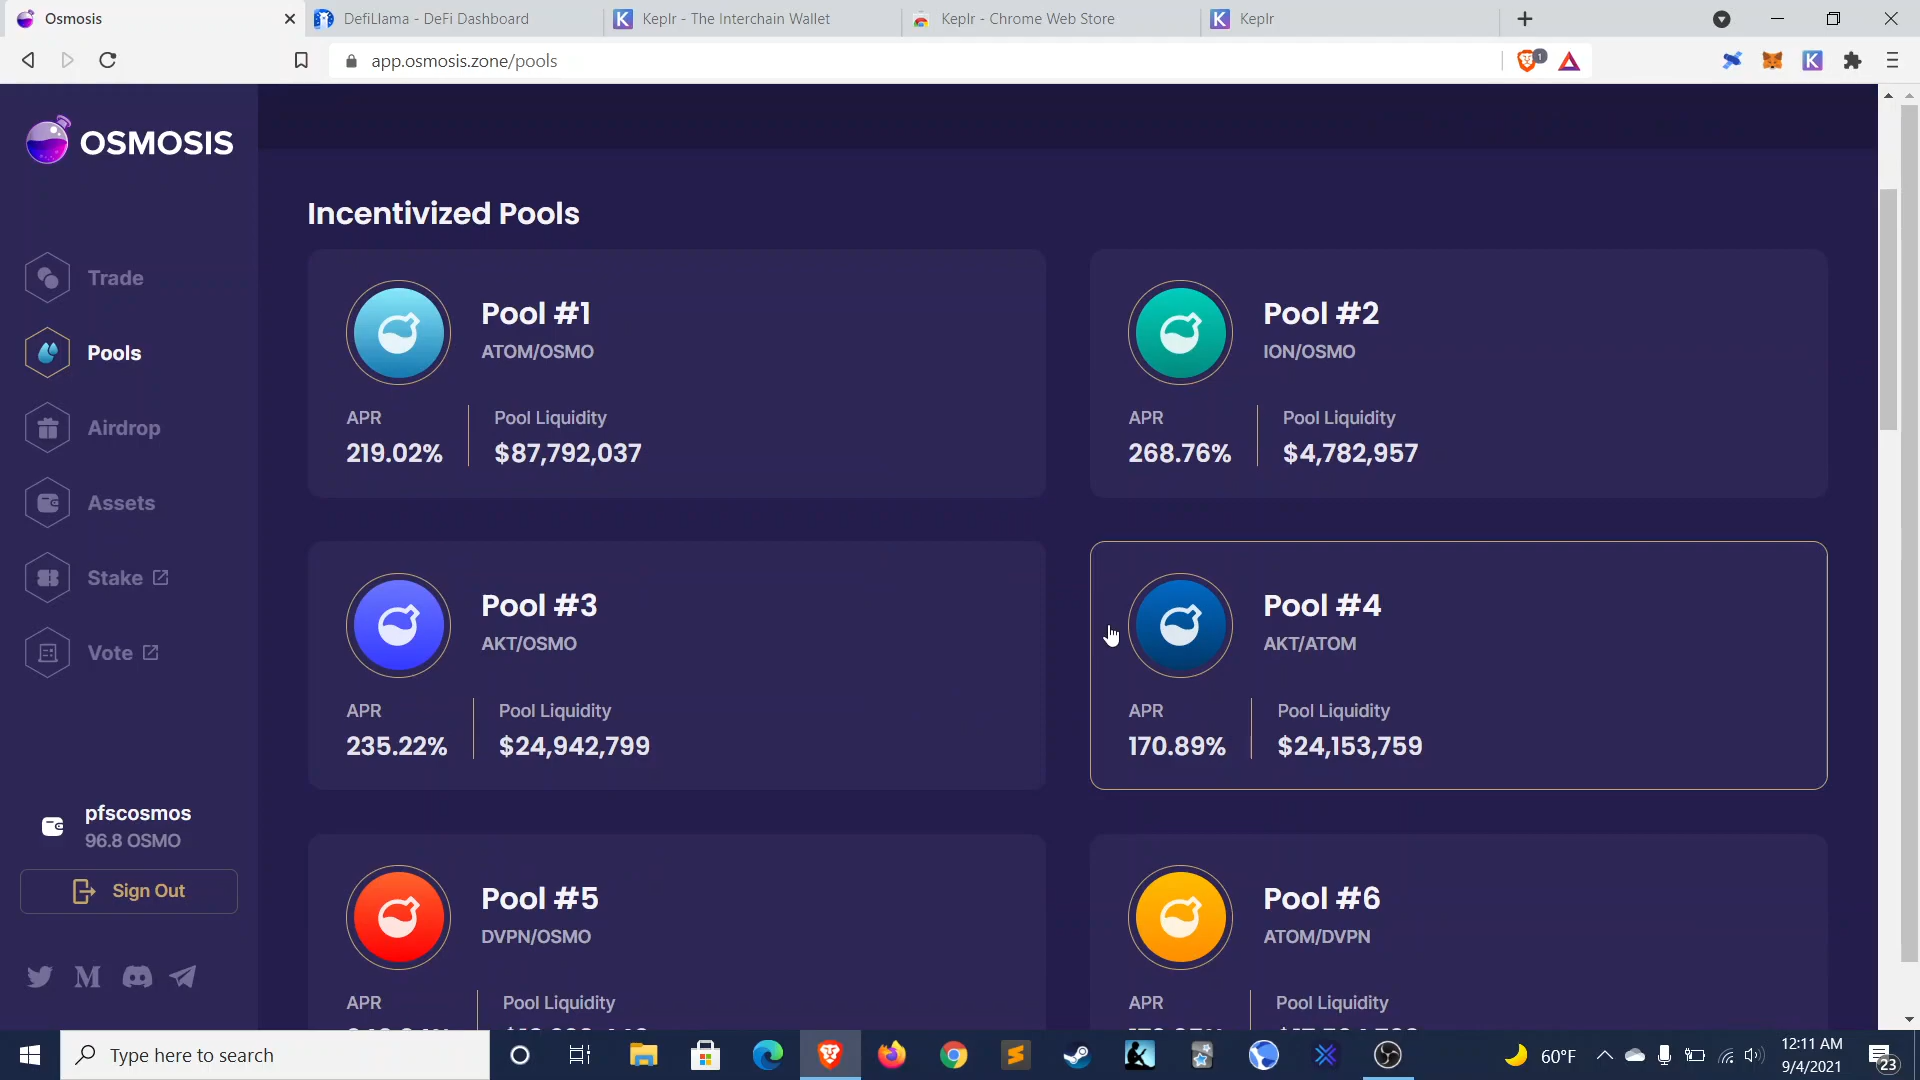 Osmosis
DefiLlama - DeFi Dashboard
Keplr - The Interchain Wallet
Keplr - Chrome Web Store
Keplr
app.osmosis.zone/pools
1
K
OSMOSIS
Trade
Pools
Airdrop
Assets
Stake
Vote
pfscosmos
96.8 OSMO
Sign Out
Incentivized Pools
Pool #1
ATOM/OSMO
APR
Pool Liquidity
219.02%
$87,792,037
Pool #2
ION/OSMO
APR
Pool Liquidity
268.76%
$4,782,957
Pool #3
AKT/OSMO
APR
Pool Liquidity
235.22%
$24,942,799
Pool #4
AKT/ATOM
APR
Pool Liquidity
170.89%
$24,153,759
Pool #5
DVPN/OSMO
APR
Pool Liquidity
Pool #6
ATOM/DVPN
APR
Pool Liquidity
Type here to search
60°F
12:11 AM
9/4/2021
23